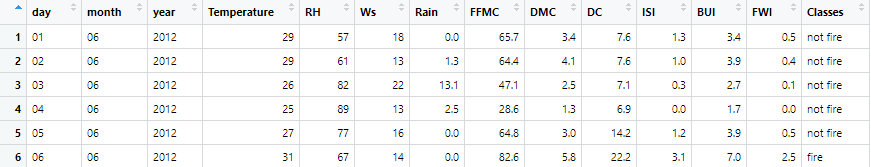 day month year Temperature RH Ws Rain FFMC DMC DC ISI BUI FWI Classes
1 01 06 2012 29 57 18 0.0 65.7 3.4 7.6 1.3 3.4 0.5 not fire
2 02 06 2012 29 61 13 1.3 64.4 4.1 7.6 1.0 3.9 0.4 not fire
3 03 06 2012 26 82 22 13.1 47.1 2.5 7.1 0.3 2.7 0.1 not fire
4 04 06 2012 25 89 13 2.5 28.6 1.3 6.9 0.0 1.7 0.0 not fire
5 05 06 2012 27 77 16 0.0 64.8 3.0 14.2 1.2 3.9 0.5 not fire
6 06 06 2012 31 67 14 0.0 82.6 5.8 22.2 3.1 7.0 2.5 fire